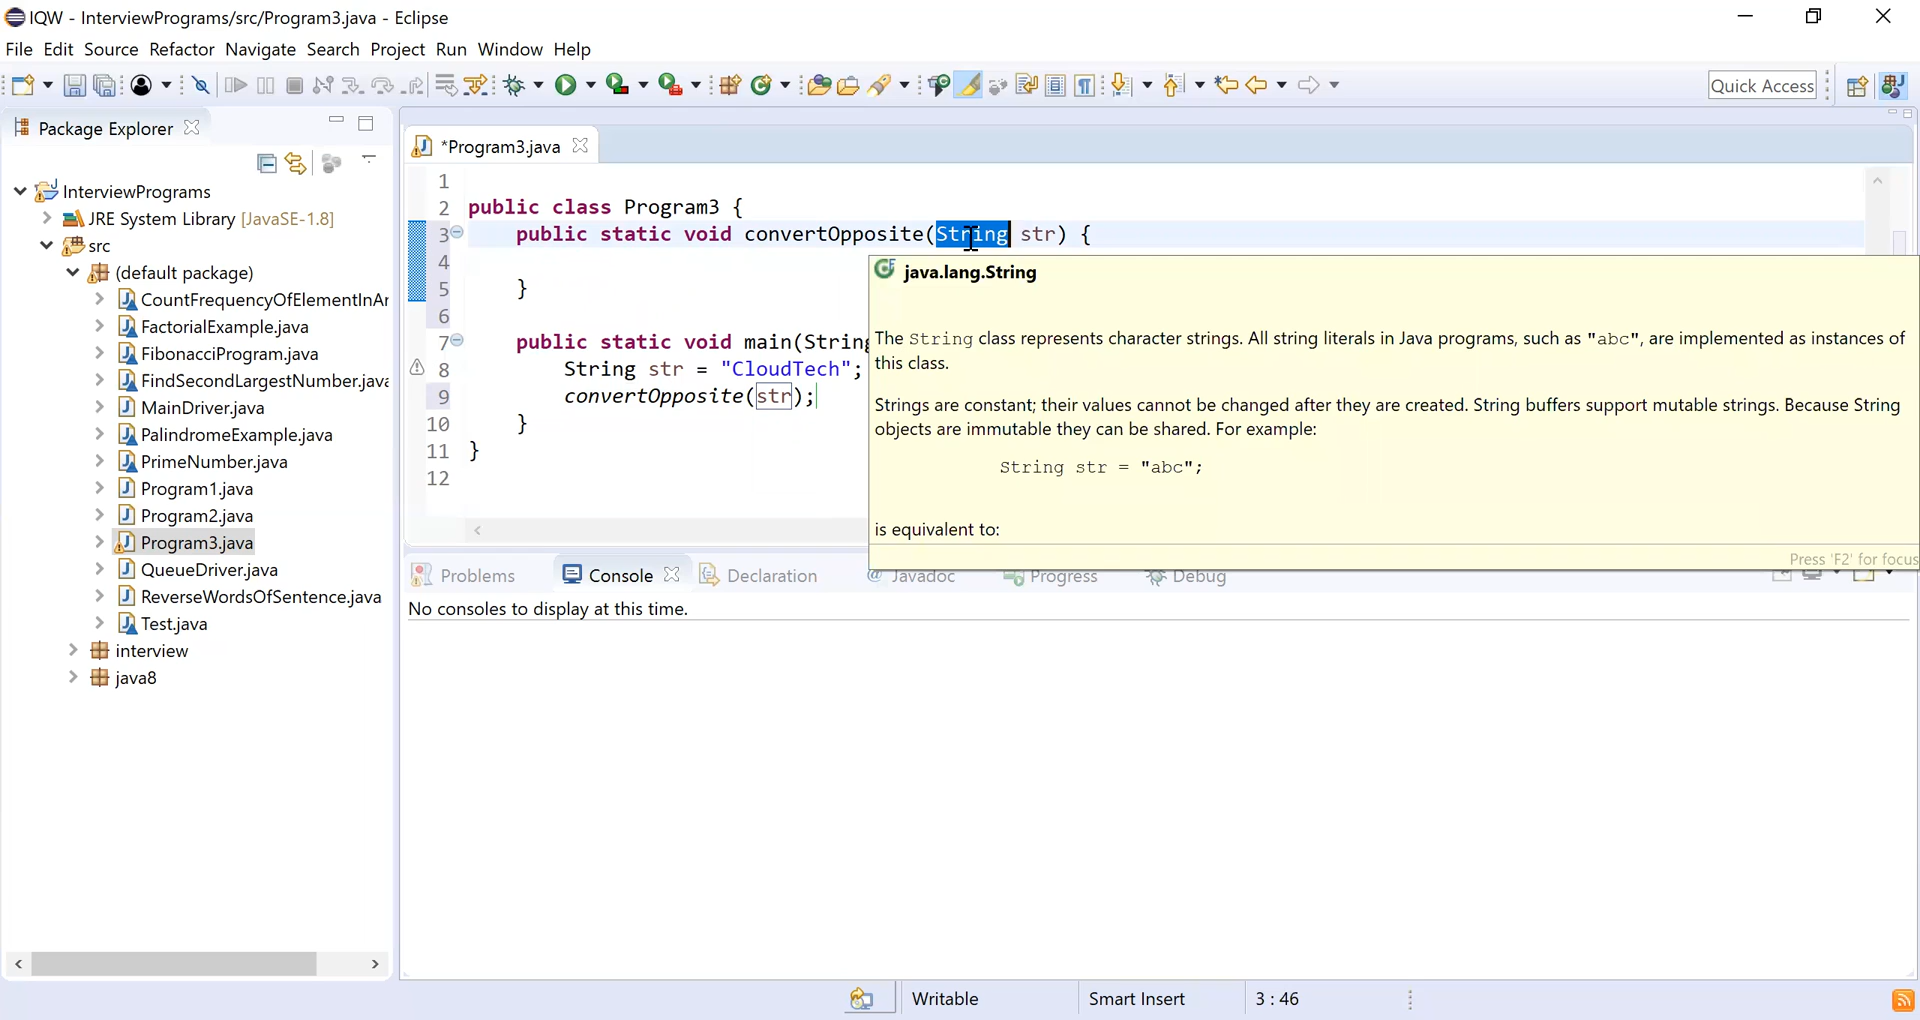 IQW - InterviewPrograms/src/Program3.java - Eclipse
File Edit Source Refactor Navigate Search Project Run Window Help
Quick Access
Package Explorer
InterviewPrograms
JRE System Library [JavaSE-1.8]
src
(default package)
CountFrequencyOfElementInAr
FactorialExample.java
FibonacciProgram.java
FindSecondLargestNumber.java
MainDriver.java
PalindromeExample.java
PrimeNumber.java
Program1.java
Program2.java
Program3.java
QueueDriver.java
ReverseWordsOfSentence.java
Test.java
interview
java8
*Program3.java
1
2 public class Program3 {
3 public static void convertOpposite(String str) {
4
5 }
6
7 public static void main(String
8 String str = "CloudTech";
9 convertOpposite(str);
10 }
11 }
12
java.lang.String
The String class represents character strings. All string literals in Java programs, such as "abc", are implemented as instances of
this class.
Strings are constant; their values cannot be changed after they are created. String buffers support mutable strings. Because String
objects are immutable they can be shared. For example:
String str = "abc";
is equivalent to:
Press 'F2' for focus
Problems Console Declaration Javadoc Progress Debug
No consoles to display at this time.
Writable Smart Insert 3 : 46